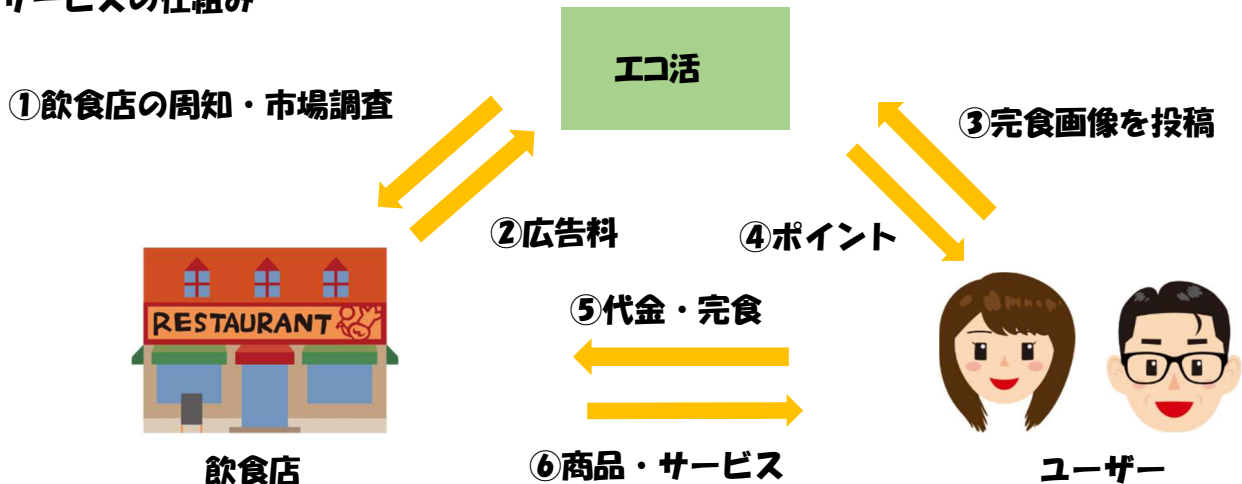 サービスの仕組み
エコ活
①飲食店の周知・市場調査
③完食画像を投稿
②広告料
④ポイント
⑤代金・完食
RESTAURANT
⑥商品・サービス
飲食店
ユーザー